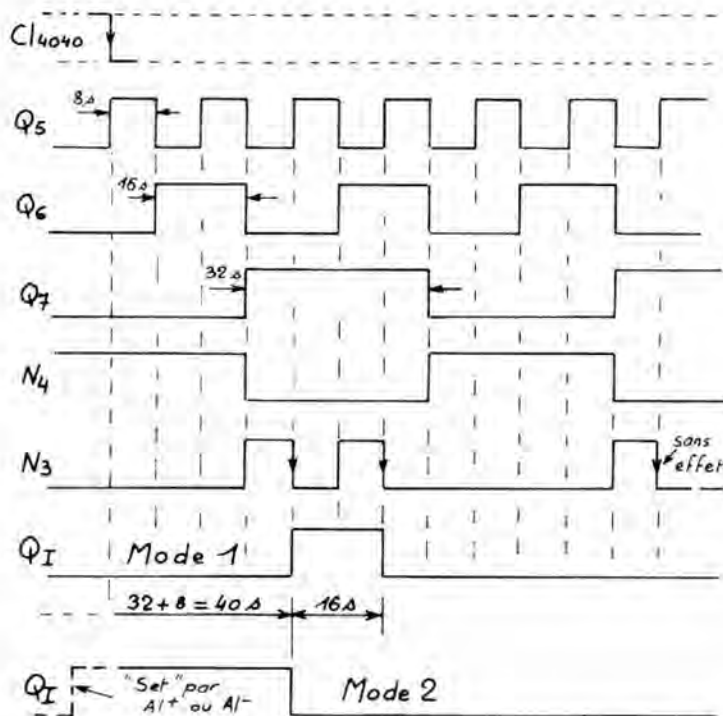 Cl4040
8s
Q5
16s
Q6
32s
Q7
N4
N3
sans
effet
QI
Mode 1
32+8=40s
16s
QI
"Set" par
Al+ ou Al-
Mode 2